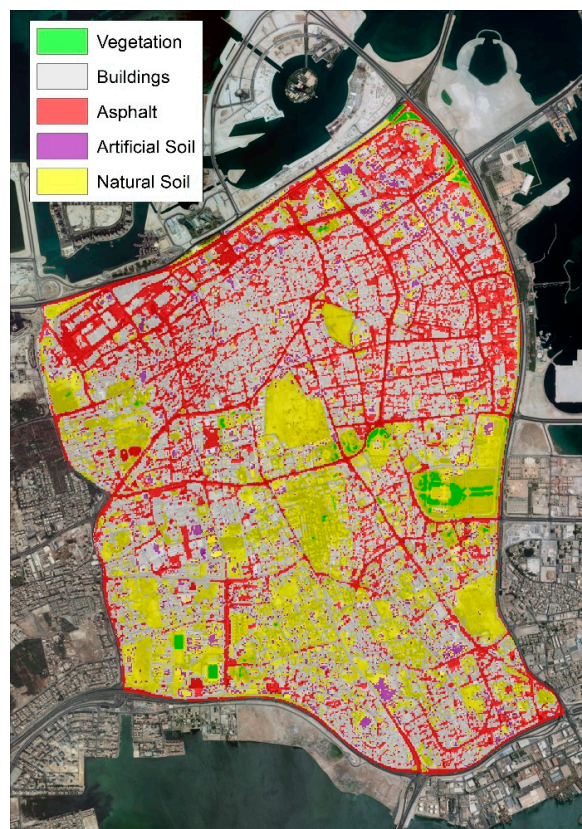 Vegetation
Buildings
Asphalt
Artificial Soil
Natural Soil